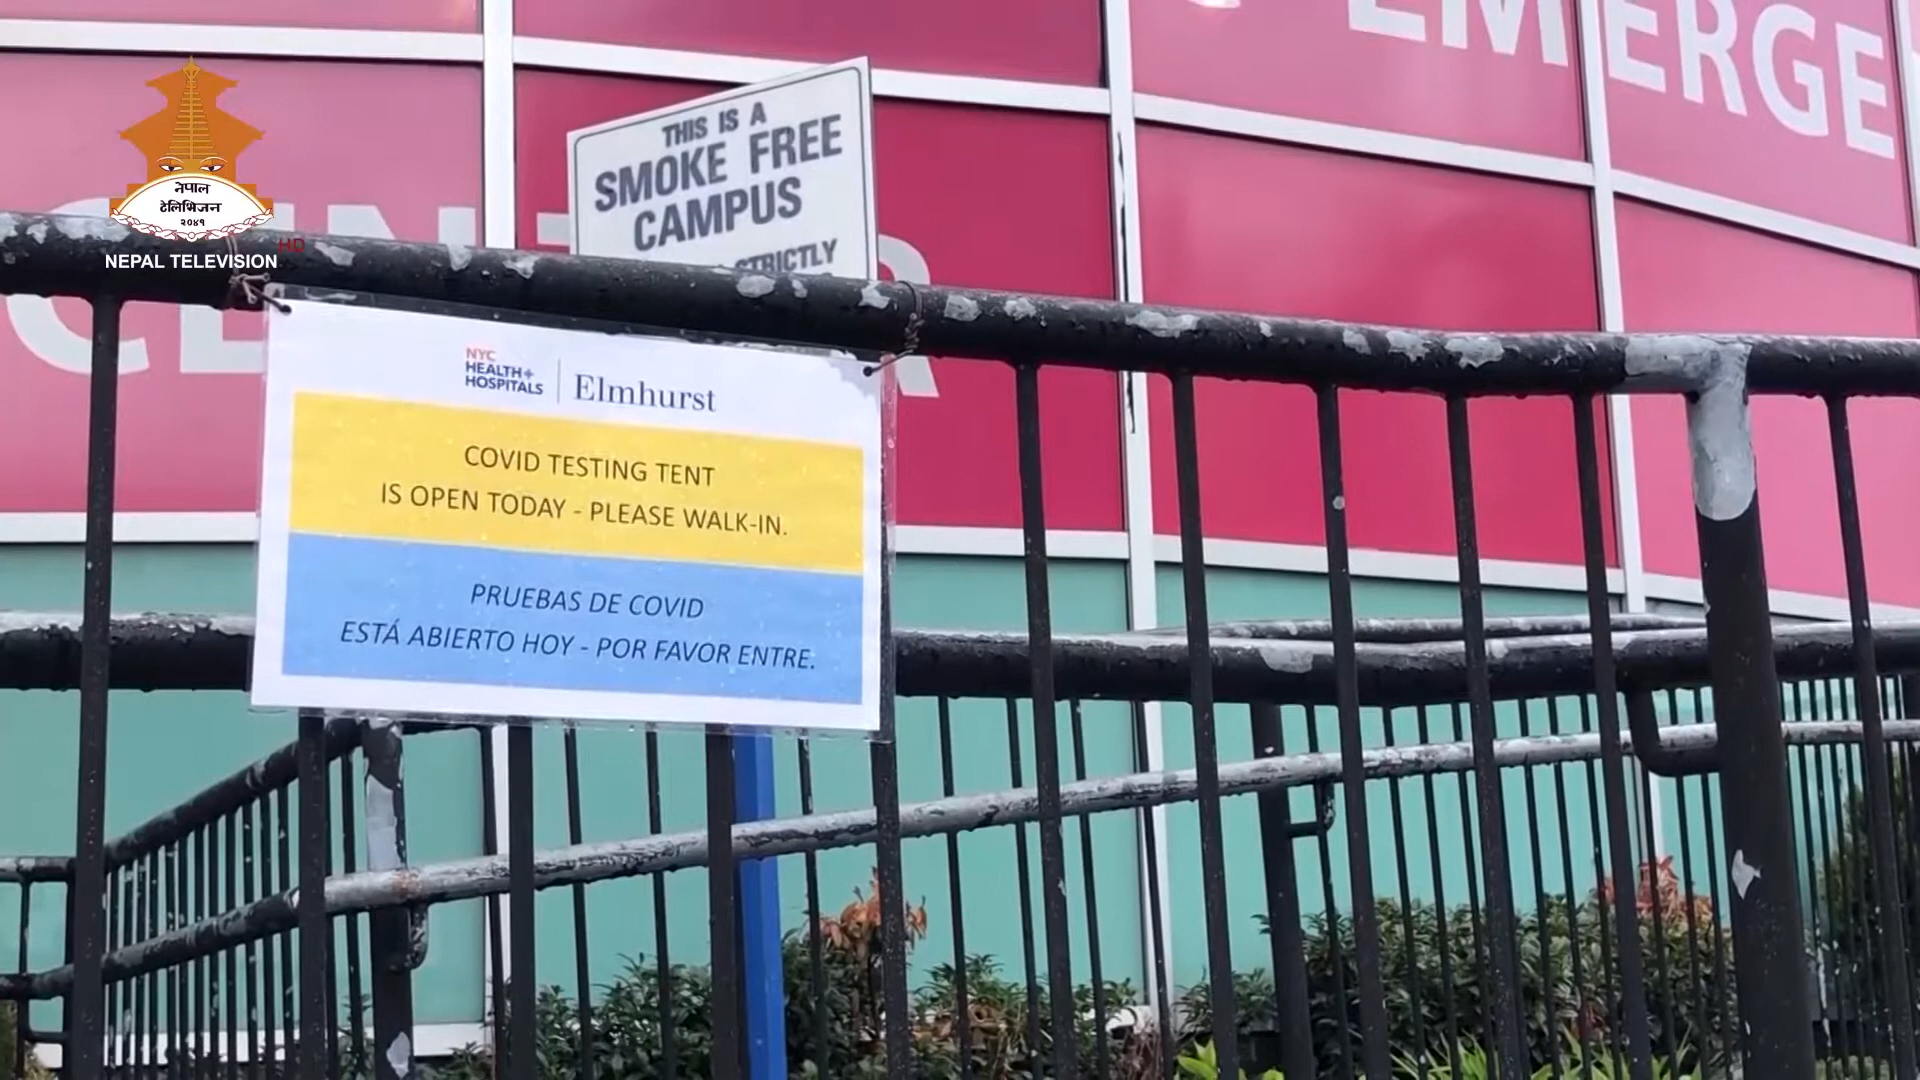 EMERGE
THIS IS A
SMOKE FREE
CAMPUS
STRICTLY
नेपाल
टेलिभिजन
२०४१
HD
NEPAL TELEVISION
NYC
HEALTH+
HOSPITALS
Elmhurst
COVID TESTING TENT
IS OPEN TODAY - PLEASE WALK-IN.
PRUEBAS DE COVID
ESTÁ ABIERTO HOY - POR FAVOR ENTRE.